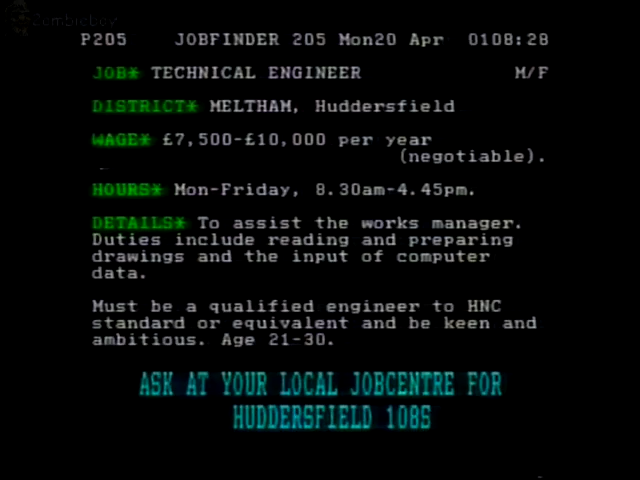 Zombieboy
P205 JOBFINDER 205 Mon20 Apr 0108:28
JOB* TECHNICAL ENGINEER M/F
DISTRICT* MELTHAM, Huddersfield
WAGE* £7,500-£10,000 per year
(negotiable).
HOURS* Mon-Friday, 8.30am-4.45pm.
DETAILS* To assist the works manager.
Duties include reading and preparing
drawings and the input of computer
data.
Must be a qualified engineer to HNC
standard or equivalent and be keen and
ambitious. Age 21-30.
ASK AT YOUR LOCAL JOBCENTRE FOR
HUDDERSFIELD 108S